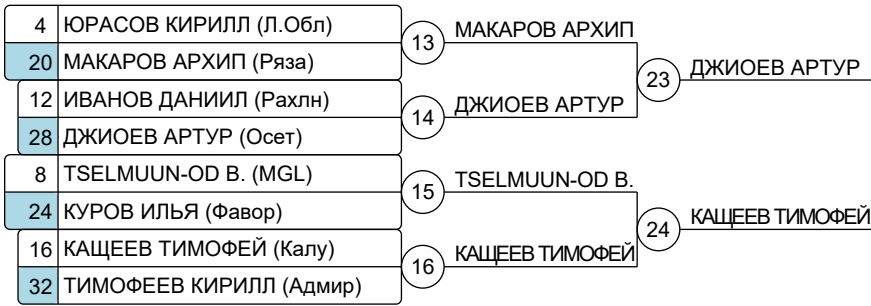 4 ЮРАСОВ КИРИЛЛ (Л.Обл)
20 МАКАРОВ АРХИП (Ряза)
13 МАКАРОВ АРХИП
12 ИВАНОВ ДАНИИЛ (Рахлн)
28 ДЖИОЕВ АРТУР (Осет)
14 ДЖИОЕВ АРТУР
23 ДЖИОЕВ АРТУР
8 TSELMUUN-OD B. (MGL)
24 КУРОВ ИЛЬЯ (Фавор)
15 TSELMUUN-OD B.
16 КАЩЕЕВ ТИМОФЕЙ (Калу)
32 ТИМОФЕЕВ КИРИЛЛ (Адмир)
16 КАЩЕЕВ ТИМОФЕЙ
24 КАЩЕЕВ ТИМОФЕЙ